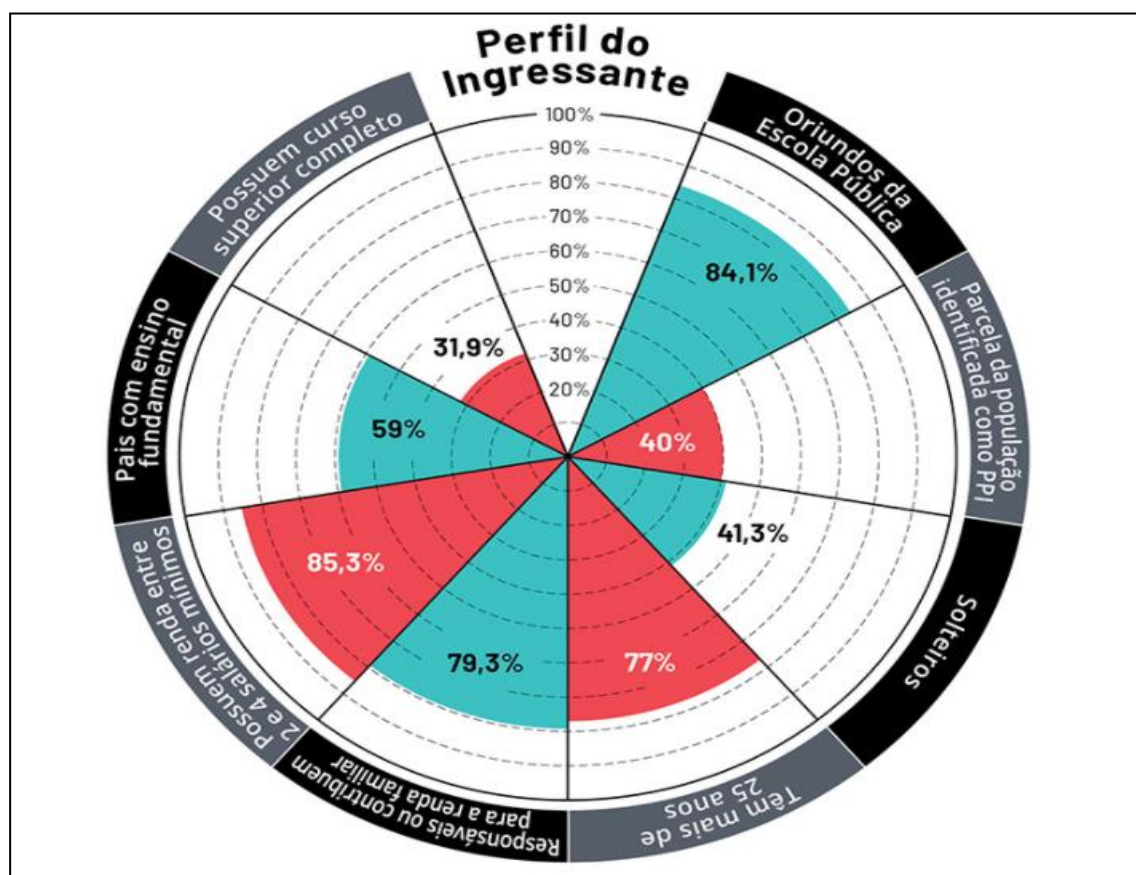 Perfil do
Ingressante
100%
90%
80%
70%
60%
50%
40%
30%
20%
Oriundos da
Escola Pública
84,1%
Parcela da população
identificada como PPI
40%
Solteiros
41,3%
Têm mais de
25 anos
77%
Responsáveis ou contribuem
para a renda familiar
79,3%
Possuem renda entre
2 e 4 salários mínimos
85,3%
Pais com ensino
fundamental
59%
Possuem curso
superior completo
31,9%